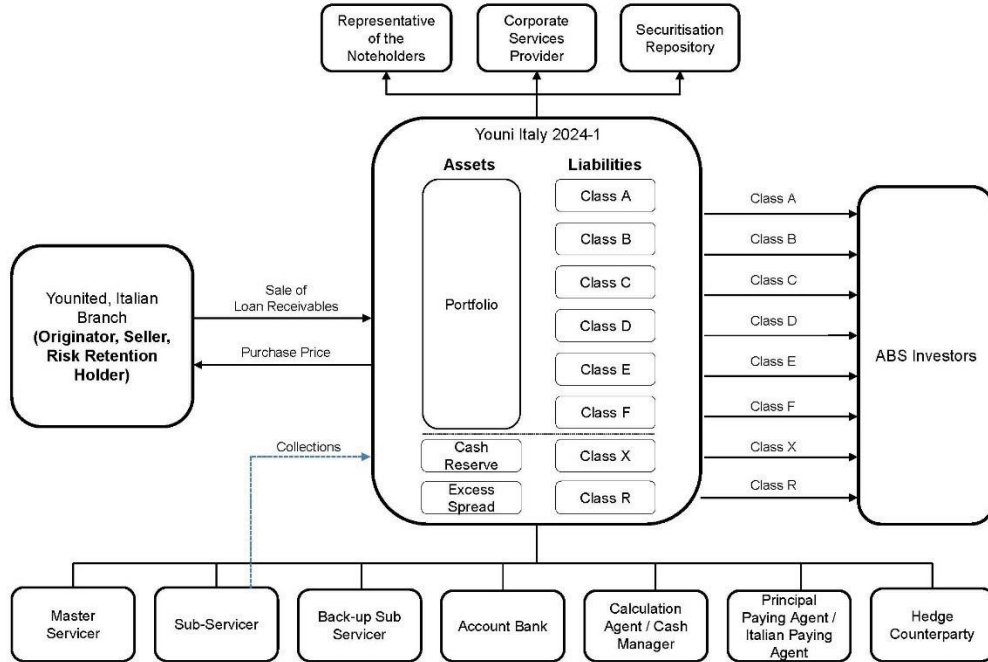 Representative
of the
Noteholders
Corporate
Services
Provider
Securitisation
Repository
Youni Italy 2024-1
Assets
Liabilities
Portfolio
Class A
Class B
Class C
Class D
Class E
Class F
Cash
Reserve
Class X
Excess
Spread
Class R
Younited, Italian
Branch
(Originator, Seller,
Risk Retention
Holder)
Sale of
Loan Receivables
Purchase Price
Collections
Class A
Class B
Class C
Class D
Class E
Class F
Class X
Class R
ABS Investors
Master
Servicer
Sub-Servicer
Back-up Sub
Servicer
Account Bank
Calculation
Agent / Cash
Manager
Principal
Paying Agent /
Italian Paying
Agent
Hedge
Counterparty